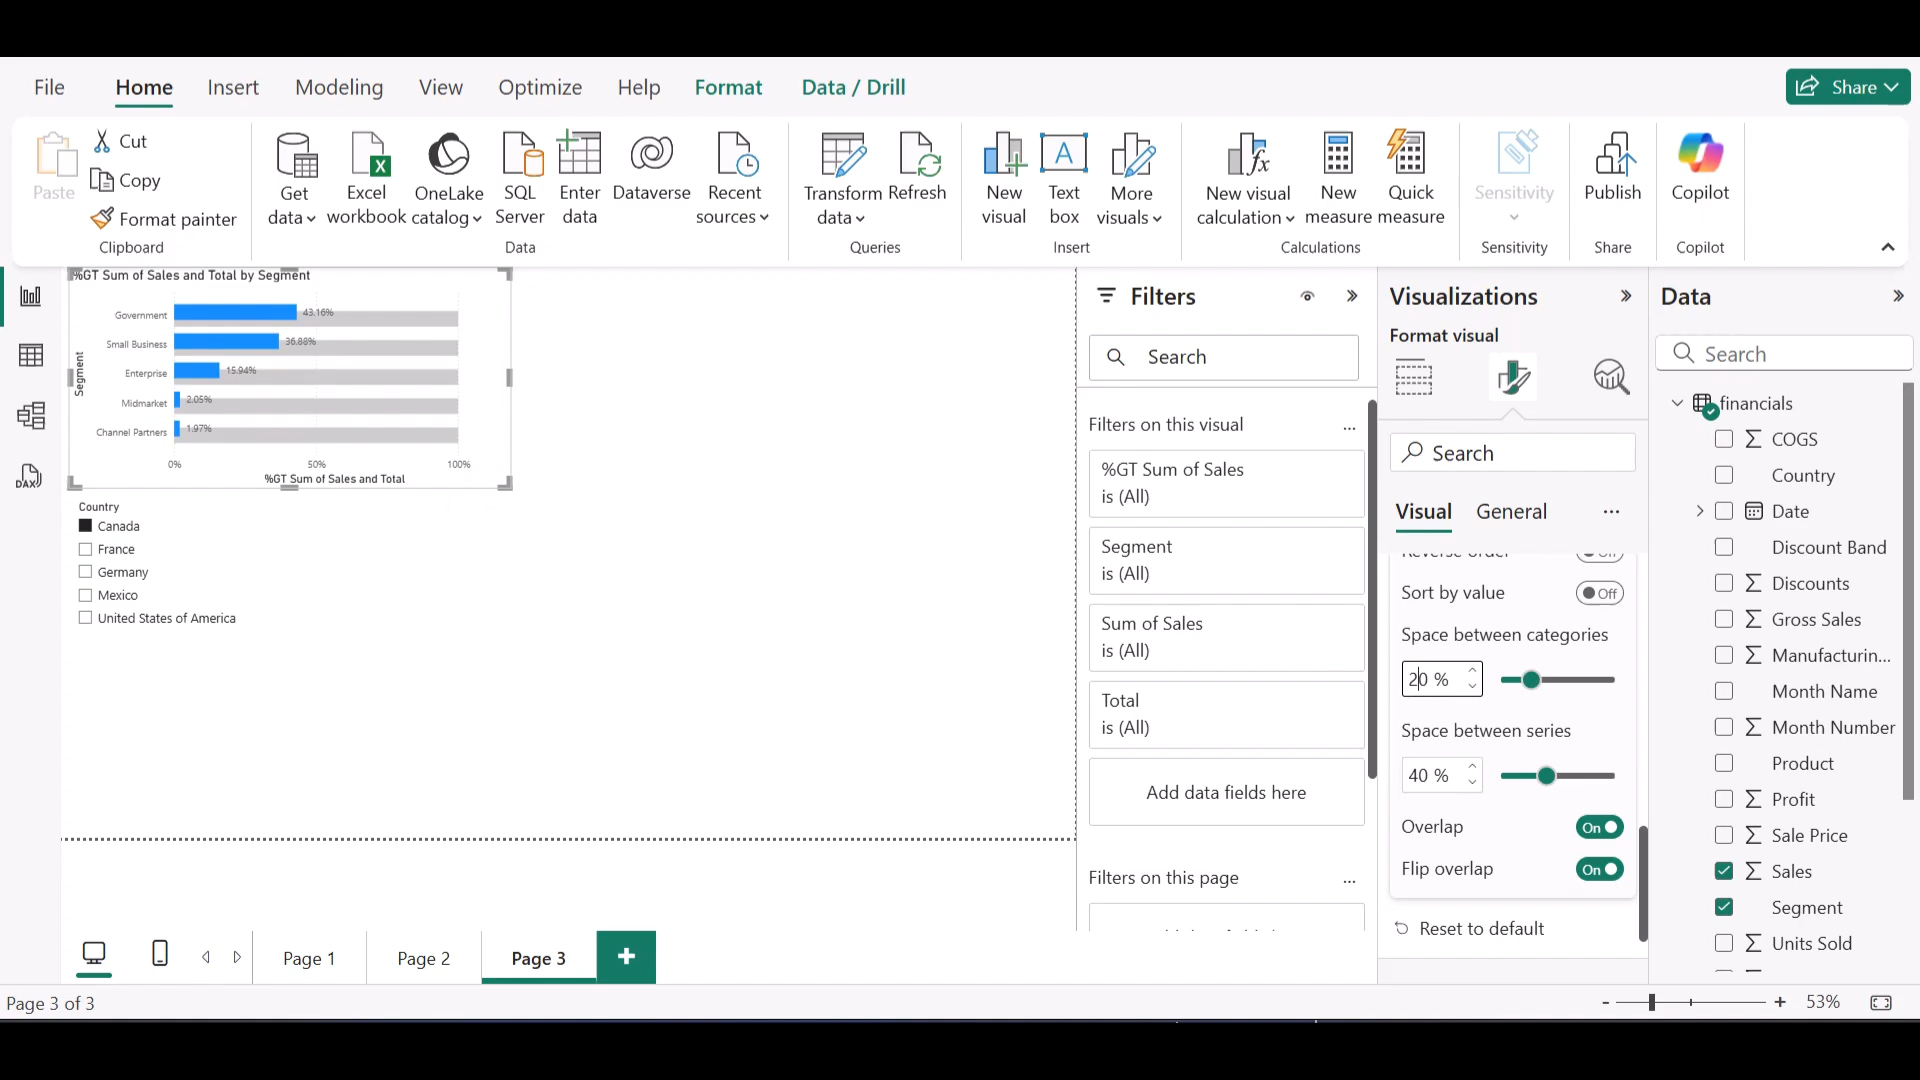 File Home Insert Modeling View Optimize Help Format Data / Drill Share
Paste
Cut
Copy
Format painter
Clipboard
Get data
Excel workbook
OneLake catalog
SQL Server
Enter data
Dataverse
Recent sources
Data
Transform data
Refresh
Queries
New visual
Text box
More visuals
Insert
New visual calculation
New measure
Quick measure
Calculations
Sensitivity
Sensitivity
Publish
Share
Copilot
Copilot
%GT Sum of Sales and Total by Segment
Segment
Government 43.16%
Small Business 36.88%
Enterprise 15.94%
Midmarket 2.05%
Channel Partners 1.97%
0% 50% 100%
%GT Sum of Sales and Total
Country
Canada
France
Germany
Mexico
United States of America
Filters
Search
Filters on this visual ...
%GT Sum of Sales
is (All)
Segment
is (All)
Sum of Sales
is (All)
Total
is (All)
Add data fields here
Filters on this page ...
Visualizations
Format visual
Search
Visual General ...
Reverse order Off
Sort by value Off
Space between categories
20 %
Space between series
40 %
Overlap On
Flip overlap On
Reset to default
Data
Search
financials
COGS
Country
Date
Discount Band
Discounts
Gross Sales
Manufacturin...
Month Name
Month Number
Product
Profit
Sale Price
Sales
Segment
Units Sold
DAX
Page 1 Page 2 Page 3 +
Page 3 of 3
- + 53%